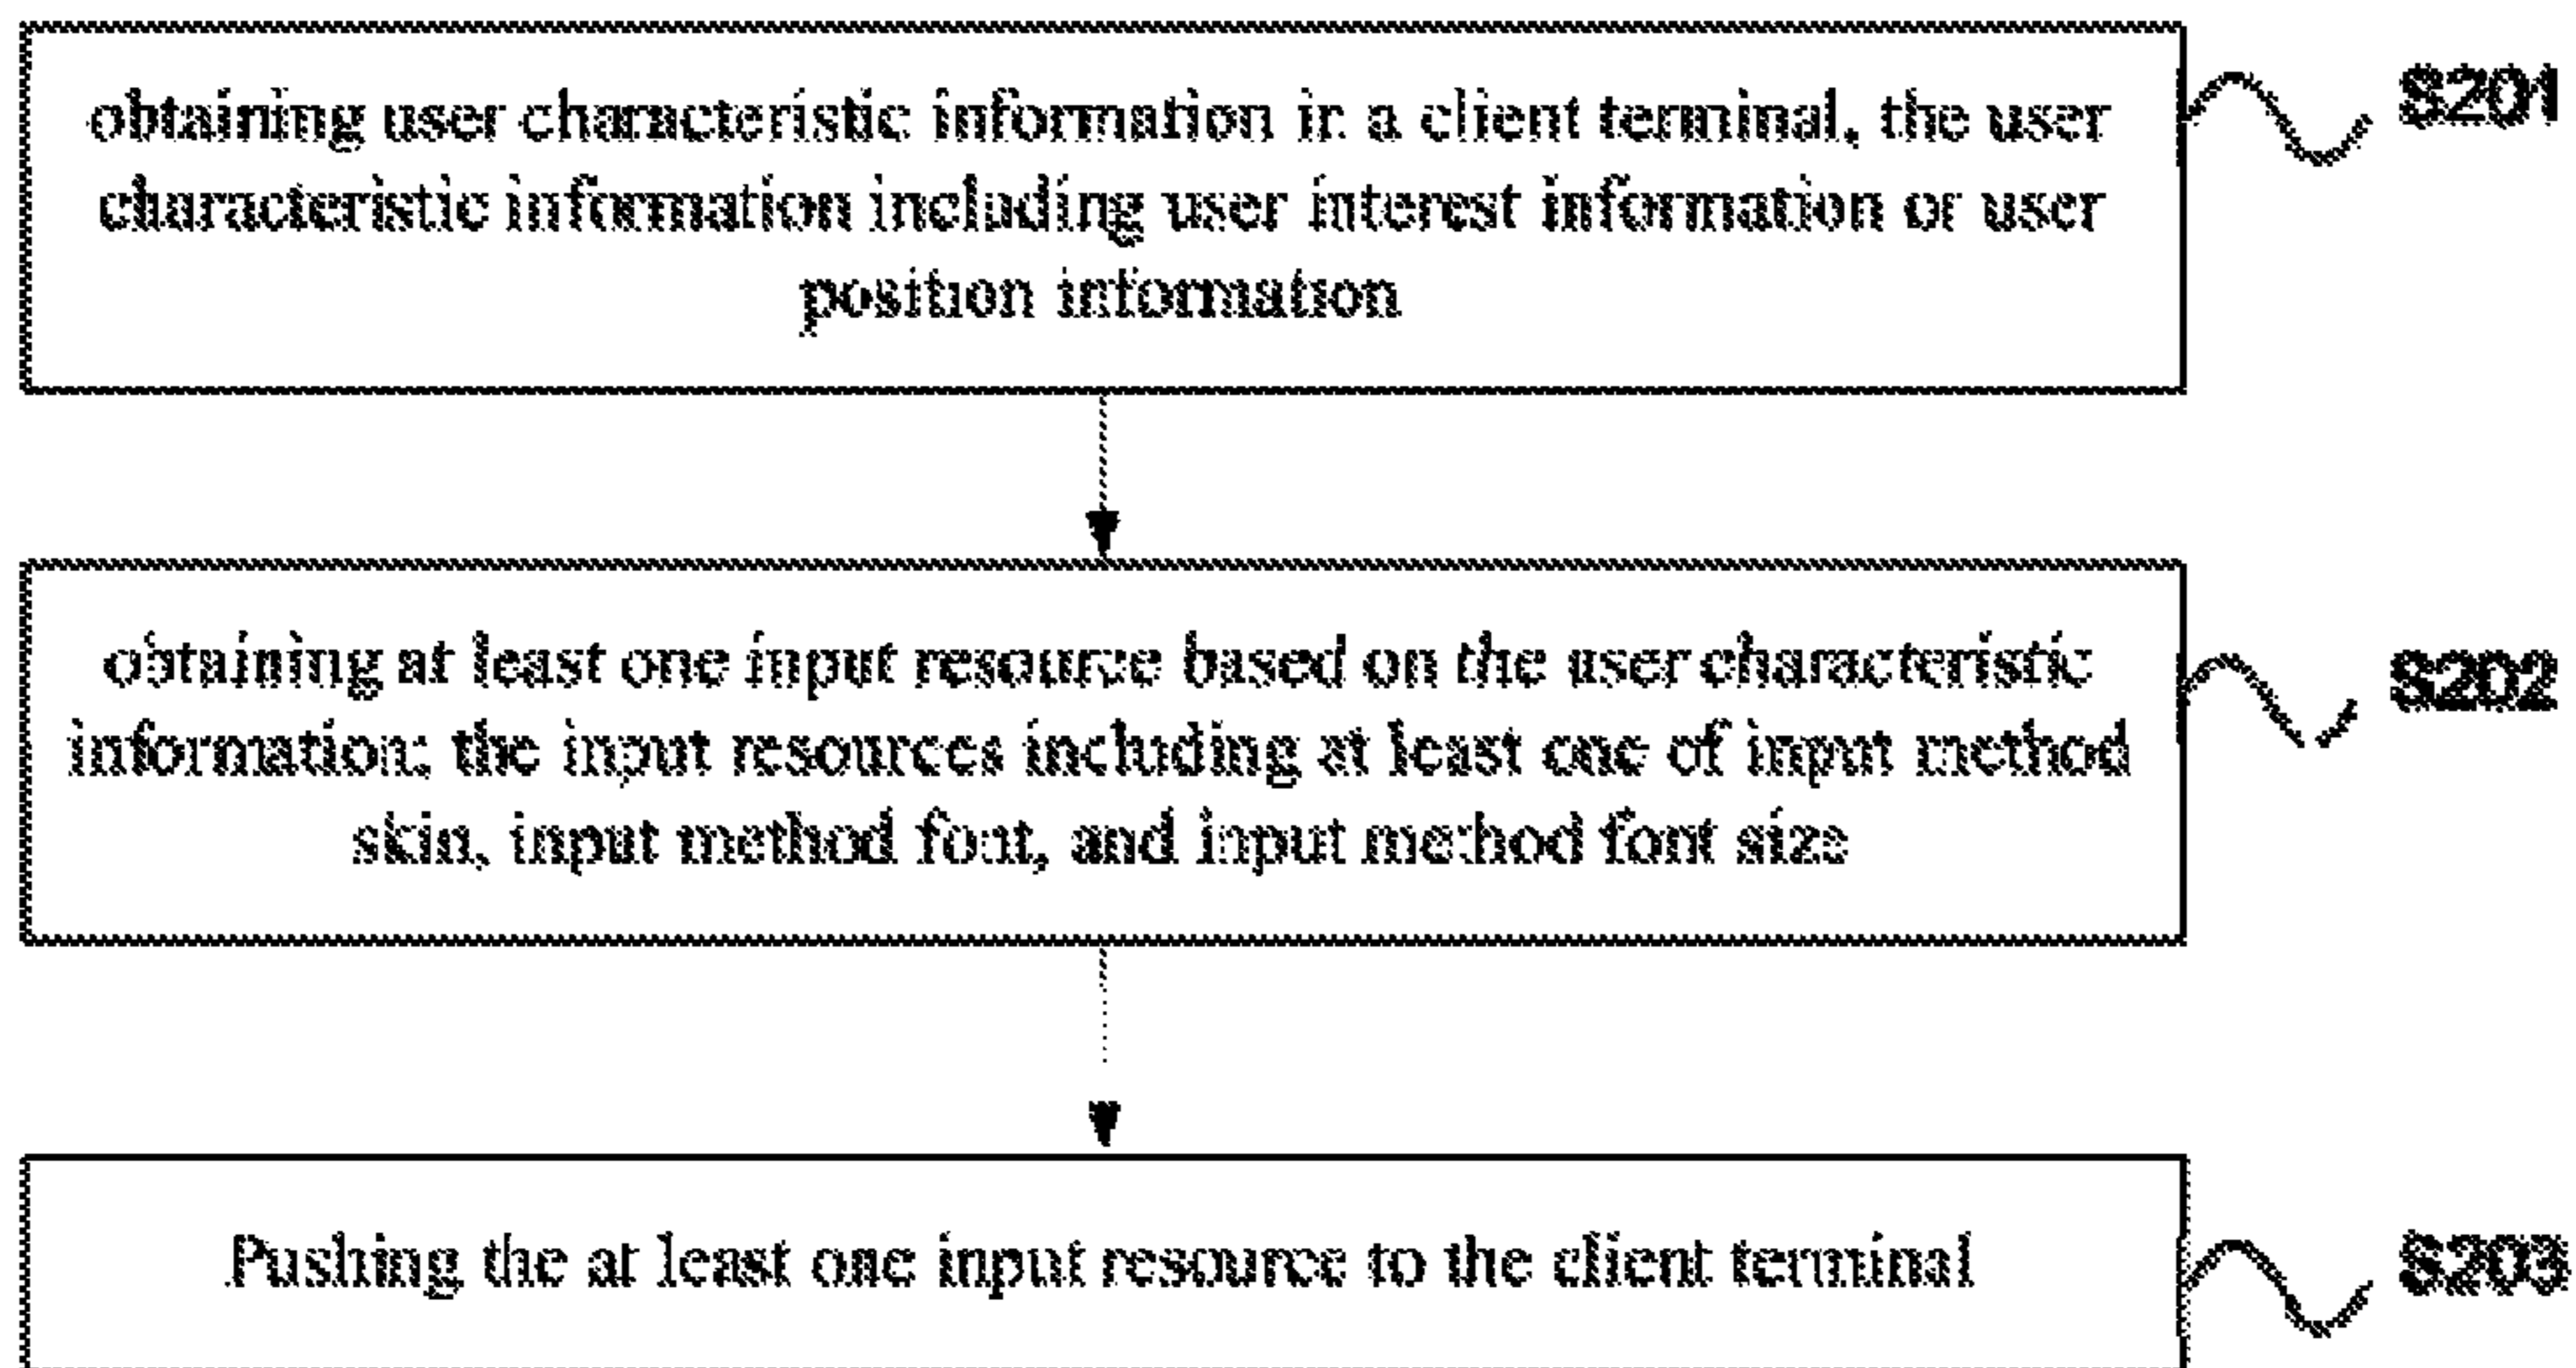 obtaining user characteristic information in a client terminal, the user
characteristic information including user interest information or user
position information
S201
obtaining at least one input resource based on the user characteristic
information; the input resources including at least one of input method
skin, input method font, and input method font size
S202
Pushing the at least one input resource to the client terminal
S203